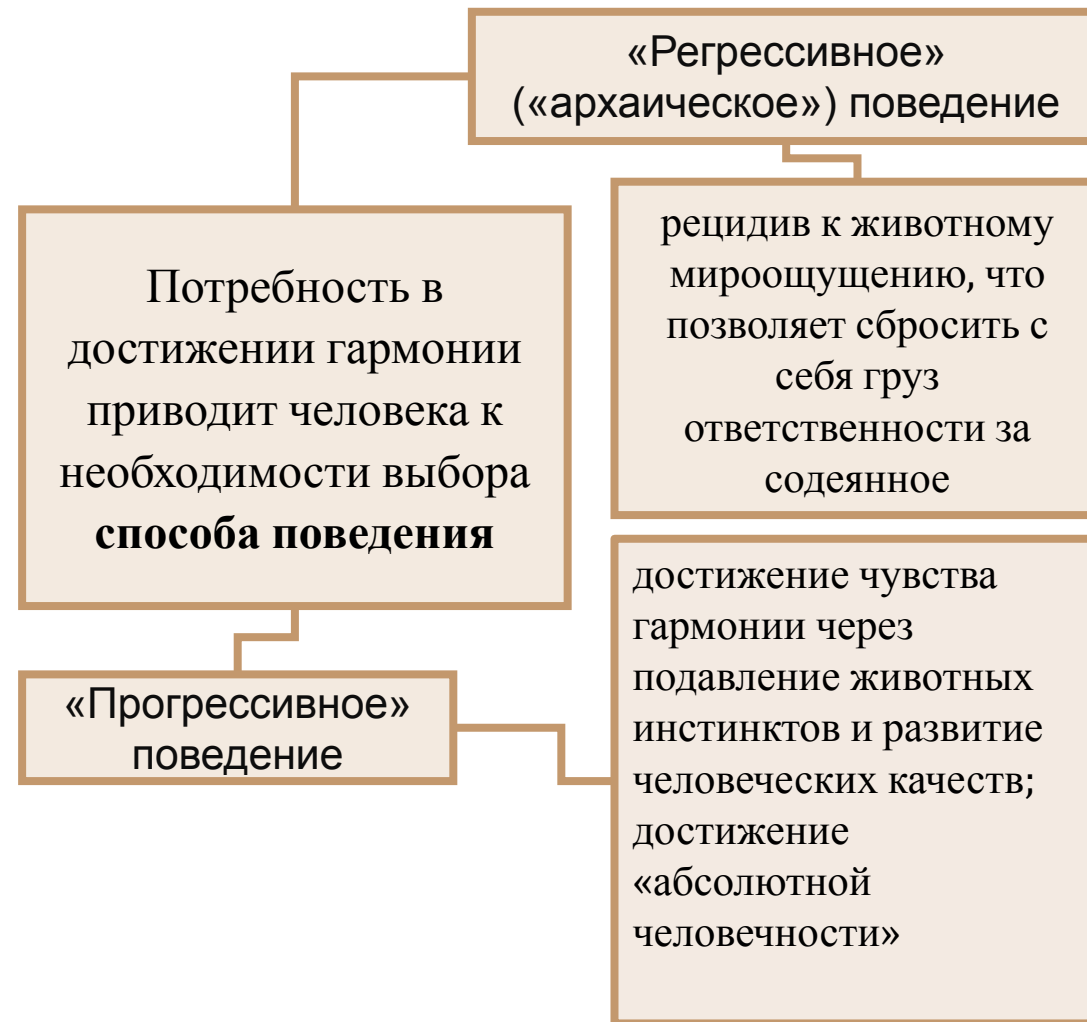 «Регрессивное»
(«архаическое») поведение
Потребность в
достижении гармонии
приводит человека к
необходимости выбора
способа поведения
рецидив к животному
мироощущению, что
позволяет сбросить с
себя груз
ответственности за
содеянное
«Прогрессивное»
поведение
достижение чувства
гармонии через
подавление животных
инстинктов и развитие
человеческих качеств;
достижение
«абсолютной
человечности»